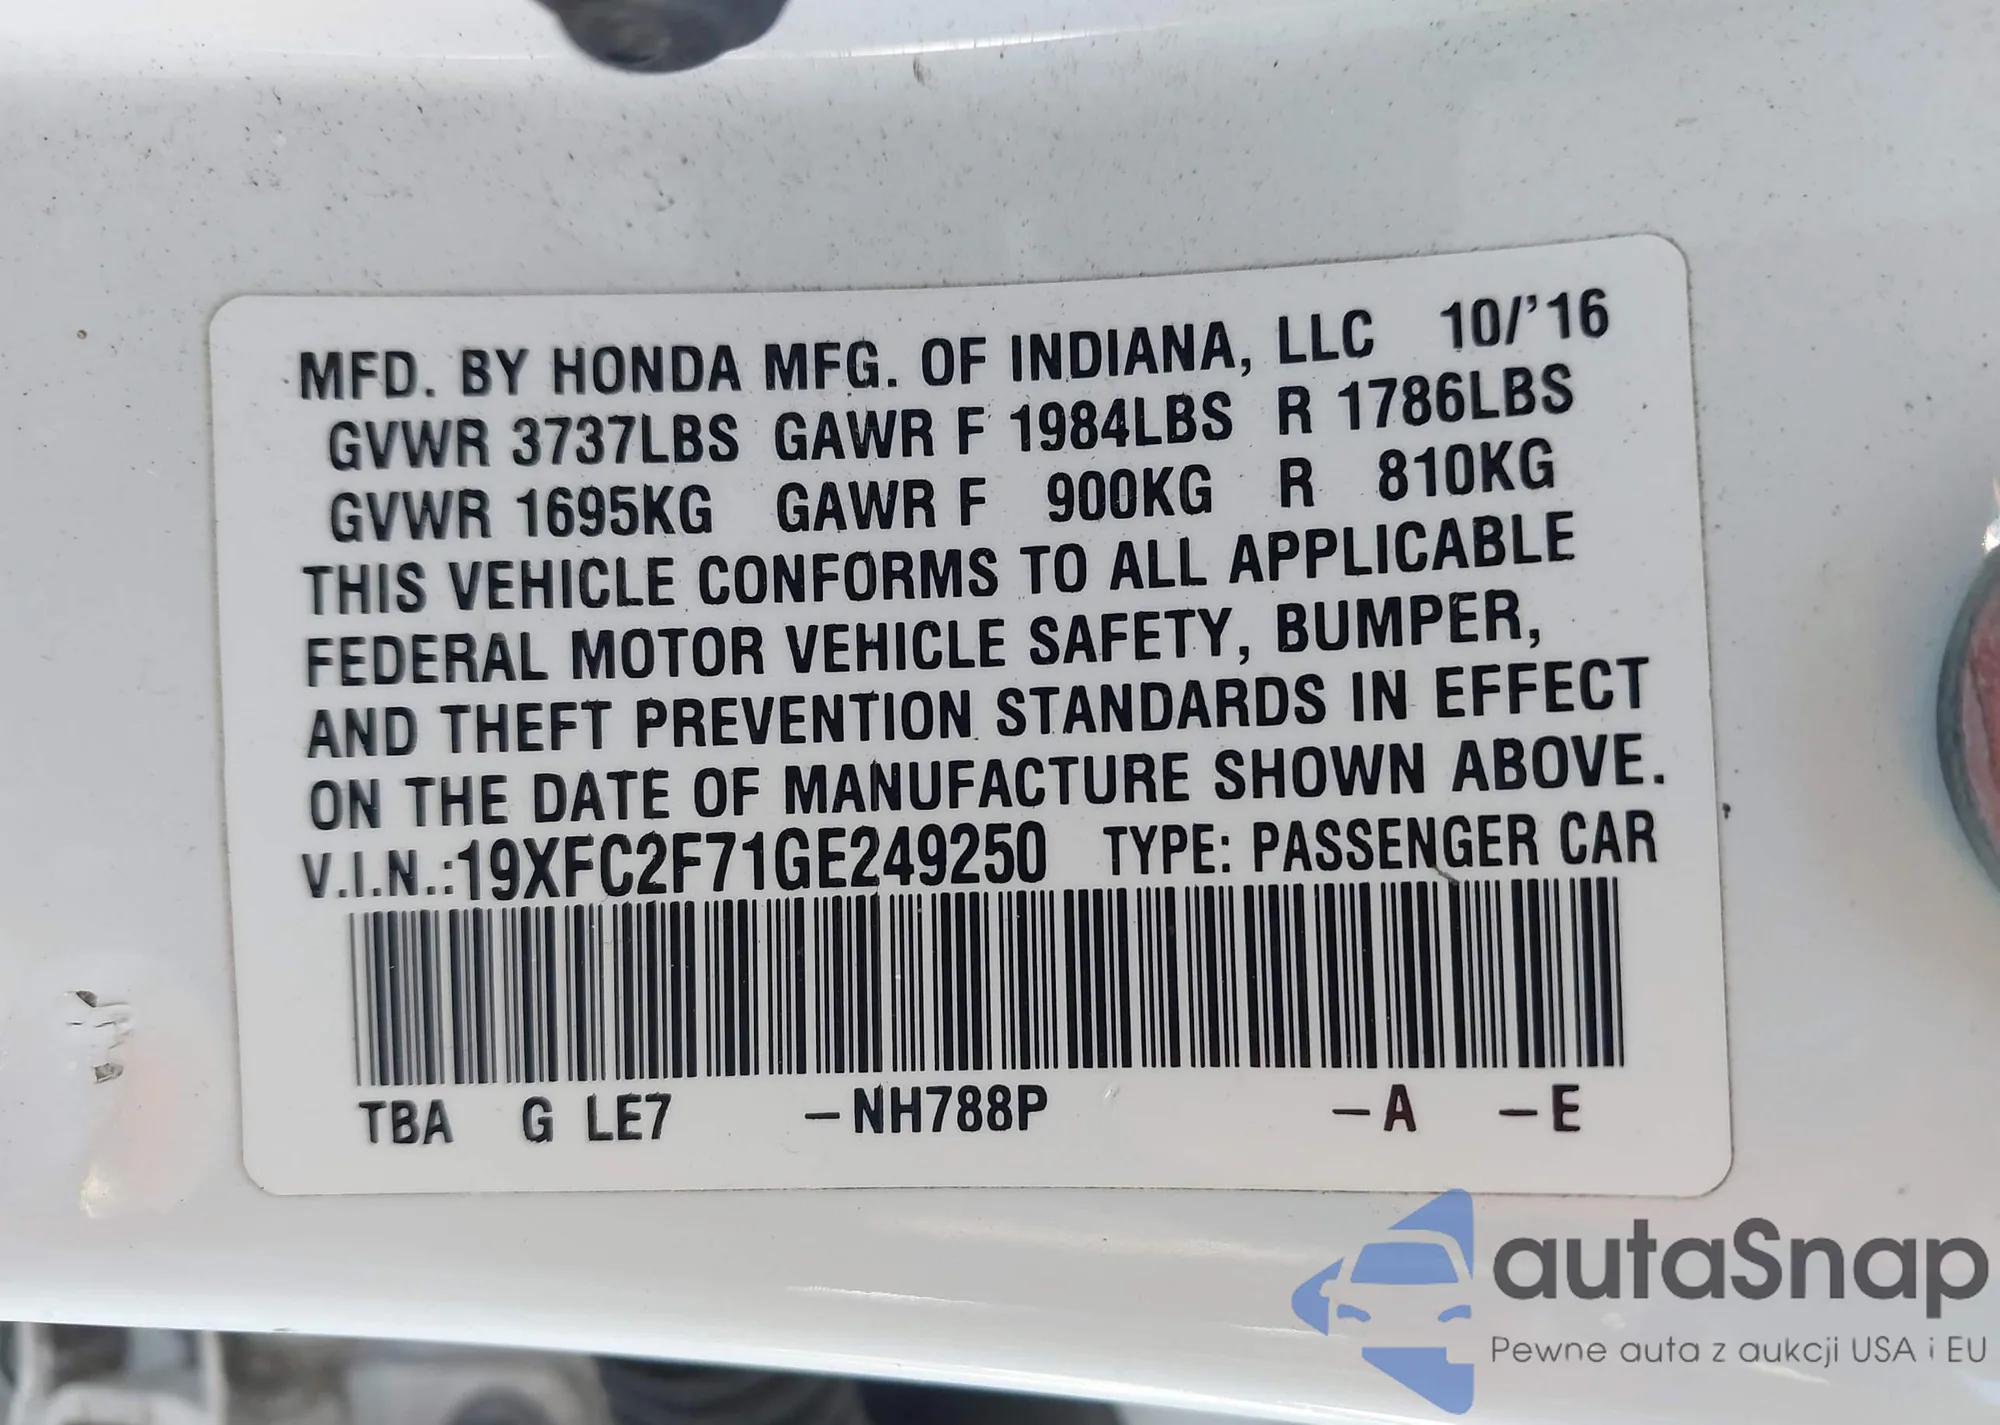 MFD. BY HONDA MFG. OF INDIANA, LLC 10/'16
GVWR 3737LBS GAWR F 1984LBS R 1786LBS
GVWR 1695KG GAWR F 900KG R 810KG
THIS VEHICLE CONFORMS TO ALL APPLICABLE
FEDERAL MOTOR VEHICLE SAFETY, BUMPER,
AND THEFT PREVENTION STANDARDS IN EFFECT
ON THE DATE OF MANUFACTURE SHOWN ABOVE.
V.I.N.:19XFC2F71GE249250 TYPE: PASSENGER CAR
TBA G LE7 –NH788P –A –E
autaSnap
Pewne auta z aukcji USA i EU